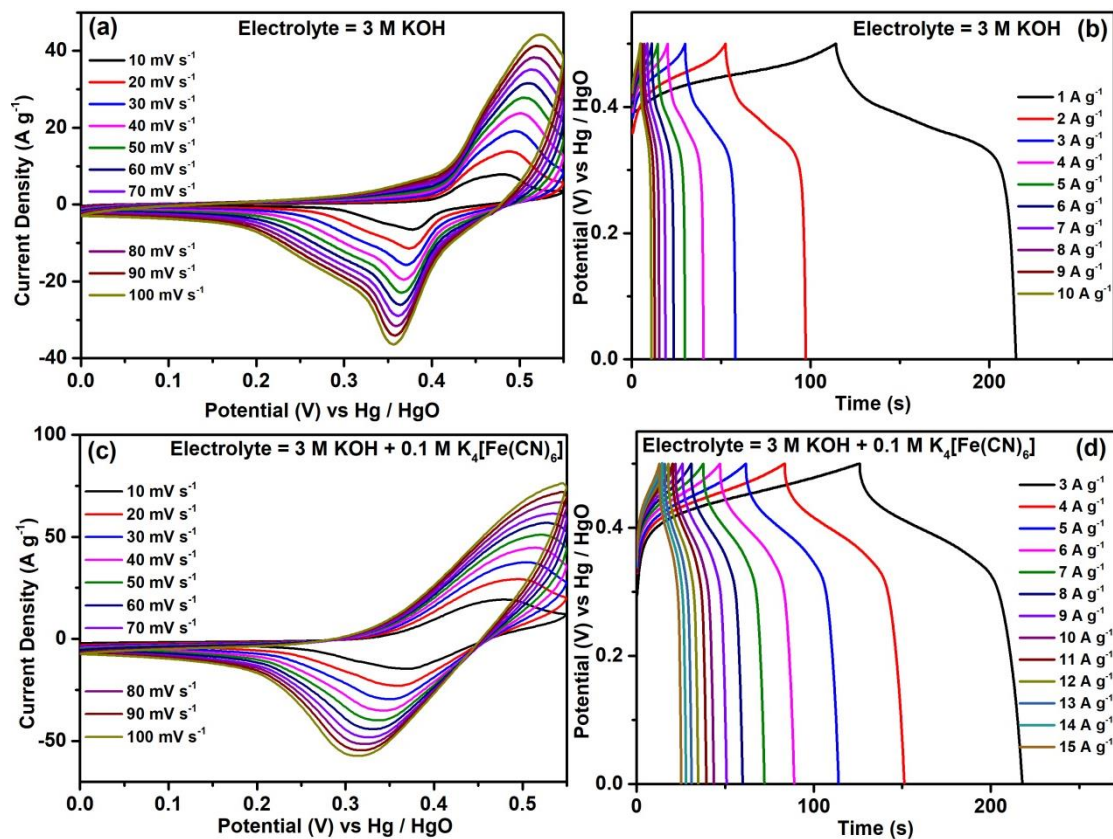 (a)
Electrolyte = 3 M KOH
10 mV s-1
20 mV s-1
30 mV s-1
40 mV s-1
50 mV s-1
60 mV s-1
70 mV s-1
80 mV s-1
90 mV s-1
100 mV s-1
40
20
0
-20
-40
Current Density (A g-1)
0.0 0.1 0.2 0.3 0.4 0.5
Potential (V) vs Hg / HgO
Electrolyte = 3 M KOH
(b)
1 A g-1
2 A g-1
3 A g-1
4 A g-1
5 A g-1
6 A g-1
7 A g-1
8 A g-1
9 A g-1
10 A g-1
0.4
0.2
0.0
Potential (V) vs Hg / HgO
0 100 200
Time (s)
(c)
Electrolyte = 3 M KOH + 0.1 M K4[Fe(CN)6]
10 mV s-1
20 mV s-1
30 mV s-1
40 mV s-1
50 mV s-1
60 mV s-1
70 mV s-1
80 mV s-1
90 mV s-1
100 mV s-1
100
50
0
-50
Current Density (A g-1)
0.0 0.1 0.2 0.3 0.4 0.5
Potential (V) vs Hg / HgO
Electrolyte = 3 M KOH + 0.1 M K4[Fe(CN)6]
(d)
3 A g-1
4 A g-1
5 A g-1
6 A g-1
7 A g-1
8 A g-1
9 A g-1
10 A g-1
11 A g-1
12 A g-1
13 A g-1
14 A g-1
15 A g-1
0.4
0.2
0.0
Potential (V) vs Hg / HgO
0 100 200
Time (s)